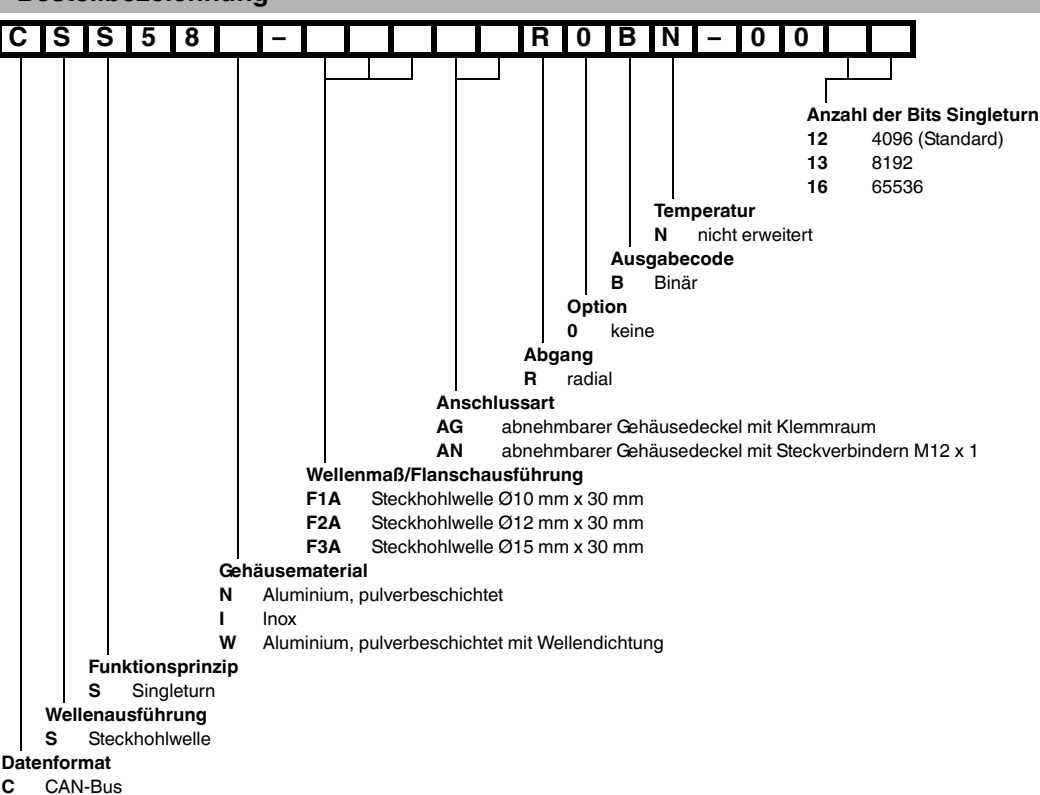 C S S 5 8 – R 0 B N – 0 0
Anzahl der Bits Singleturn
12 4096 (Standard)
13 8192
16 65536
Temperatur
N nicht erweitert
Ausgabecode
B Binär
Option
0 keine
Abgang
R radial
Anschlussart
AG abnehmbarer Gehäusedeckel mit Klemmraum
AN abnehmbarer Gehäusedeckel mit Steckverbindern M12 x 1
Wellenmaß/Flanschausführung
F1A Steckhohlwelle Ø10 mm x 30 mm
F2A Steckhohlwelle Ø12 mm x 30 mm
F3A Steckhohlwelle Ø15 mm x 30 mm
Gehäusematerial
N Aluminium, pulverbeschichtet
I Inox
W Aluminium, pulverbeschichtet mit Wellendichtung
Funktionsprinzip
S Singleturn
Wellenausführung
S Steckhohlwelle
Datenformat
C CAN-Bus